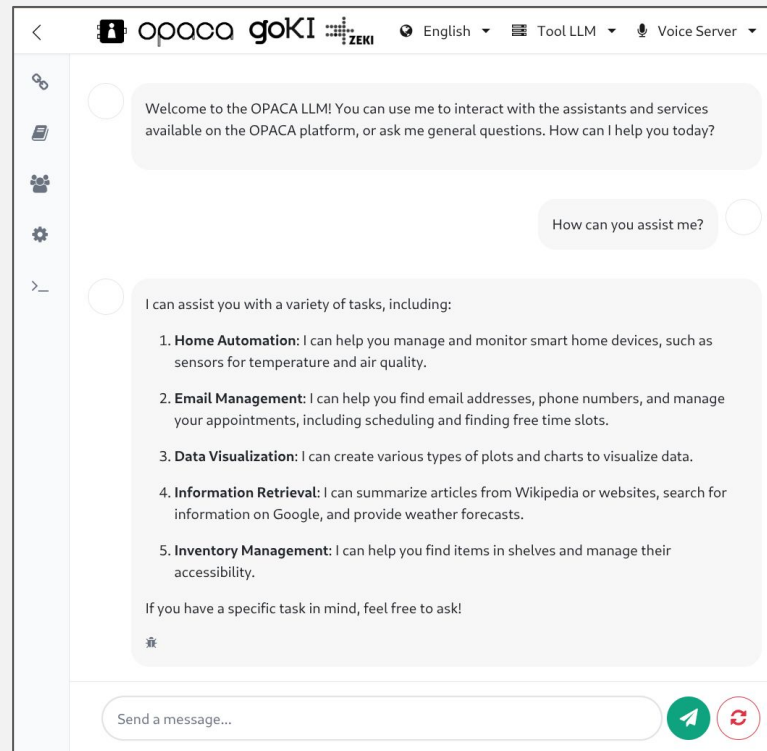 opaca goKI ZEKI English Tool LLM Voice Server
Welcome to the OPACA LLM! You can use me to interact with the assistants and services
available on the OPACA platform, or ask me general questions. How can I help you today?
How can you assist me?
I can assist you with a variety of tasks, including:
1. Home Automation: I can help you manage and monitor smart home devices, such as
sensors for temperature and air quality.
2. Email Management: I can help you find email addresses, phone numbers, and manage
your appointments, including scheduling and finding free time slots.
3. Data Visualization: I can create various types of plots and charts to visualize data.
4. Information Retrieval: I can summarize articles from Wikipedia or websites, search for
information on Google, and provide weather forecasts.
5. Inventory Management: I can help you find items in shelves and manage their
accessibility.
If you have a specific task in mind, feel free to ask!
Send a message...